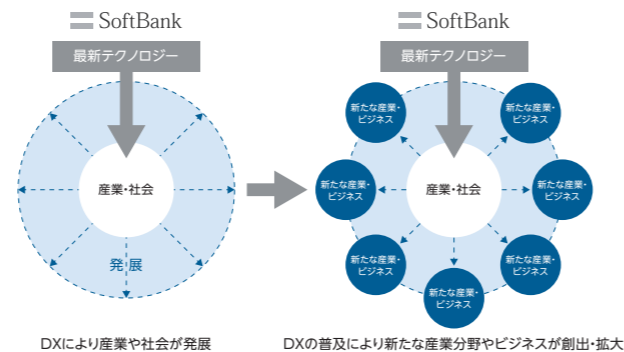 SoftBank
最新テクノロジー
産業・社会
発展
DXにより産業や社会が発展
SoftBank
最新テクノロジー
新たな産業・
ビジネス
新たな産業・
ビジネス
新たな産業・
ビジネス
産業・社会
新たな産業・
ビジネス
新たな産業・
ビジネス
新たな産業・
ビジネス
新たな産業・
ビジネス
DXの普及により新たな産業分野やビジネスが創出・拡大